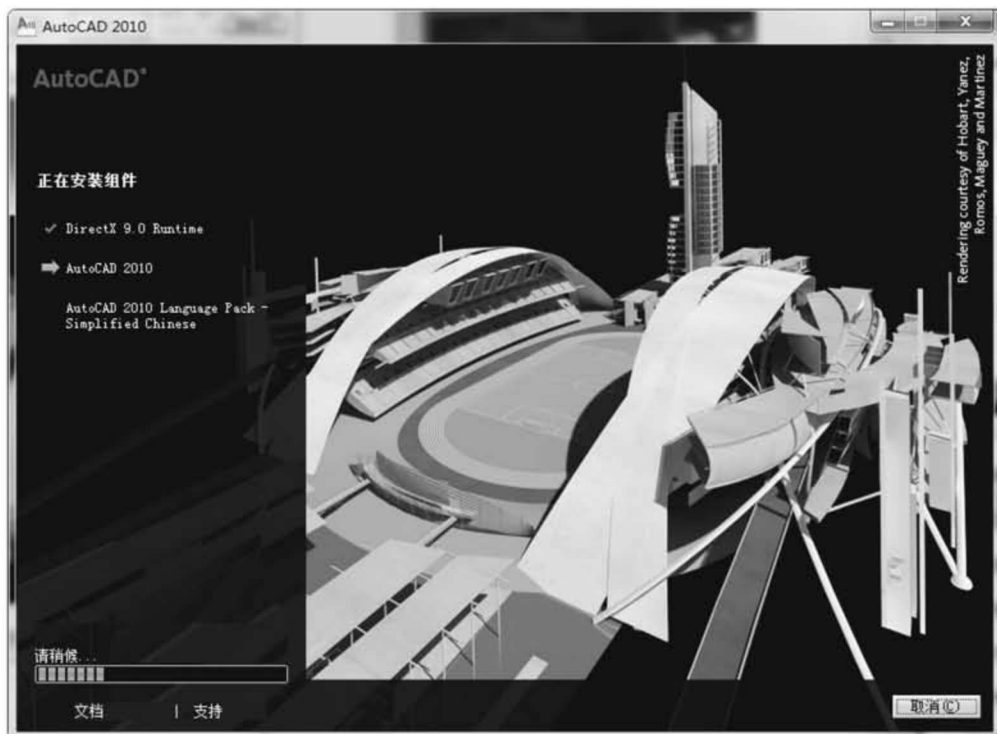 AutoCAD 2010
AutoCAD®
Rendering courtesy of Hobart, Yanez,
Romos, Maguey and Martinez
正在安装组件
DirectX 9.0 Runtime
AutoCAD 2010
AutoCAD 2010 Language Pack -
Simplified Chinese
请稍候...
文档 | 支持
取消(C)